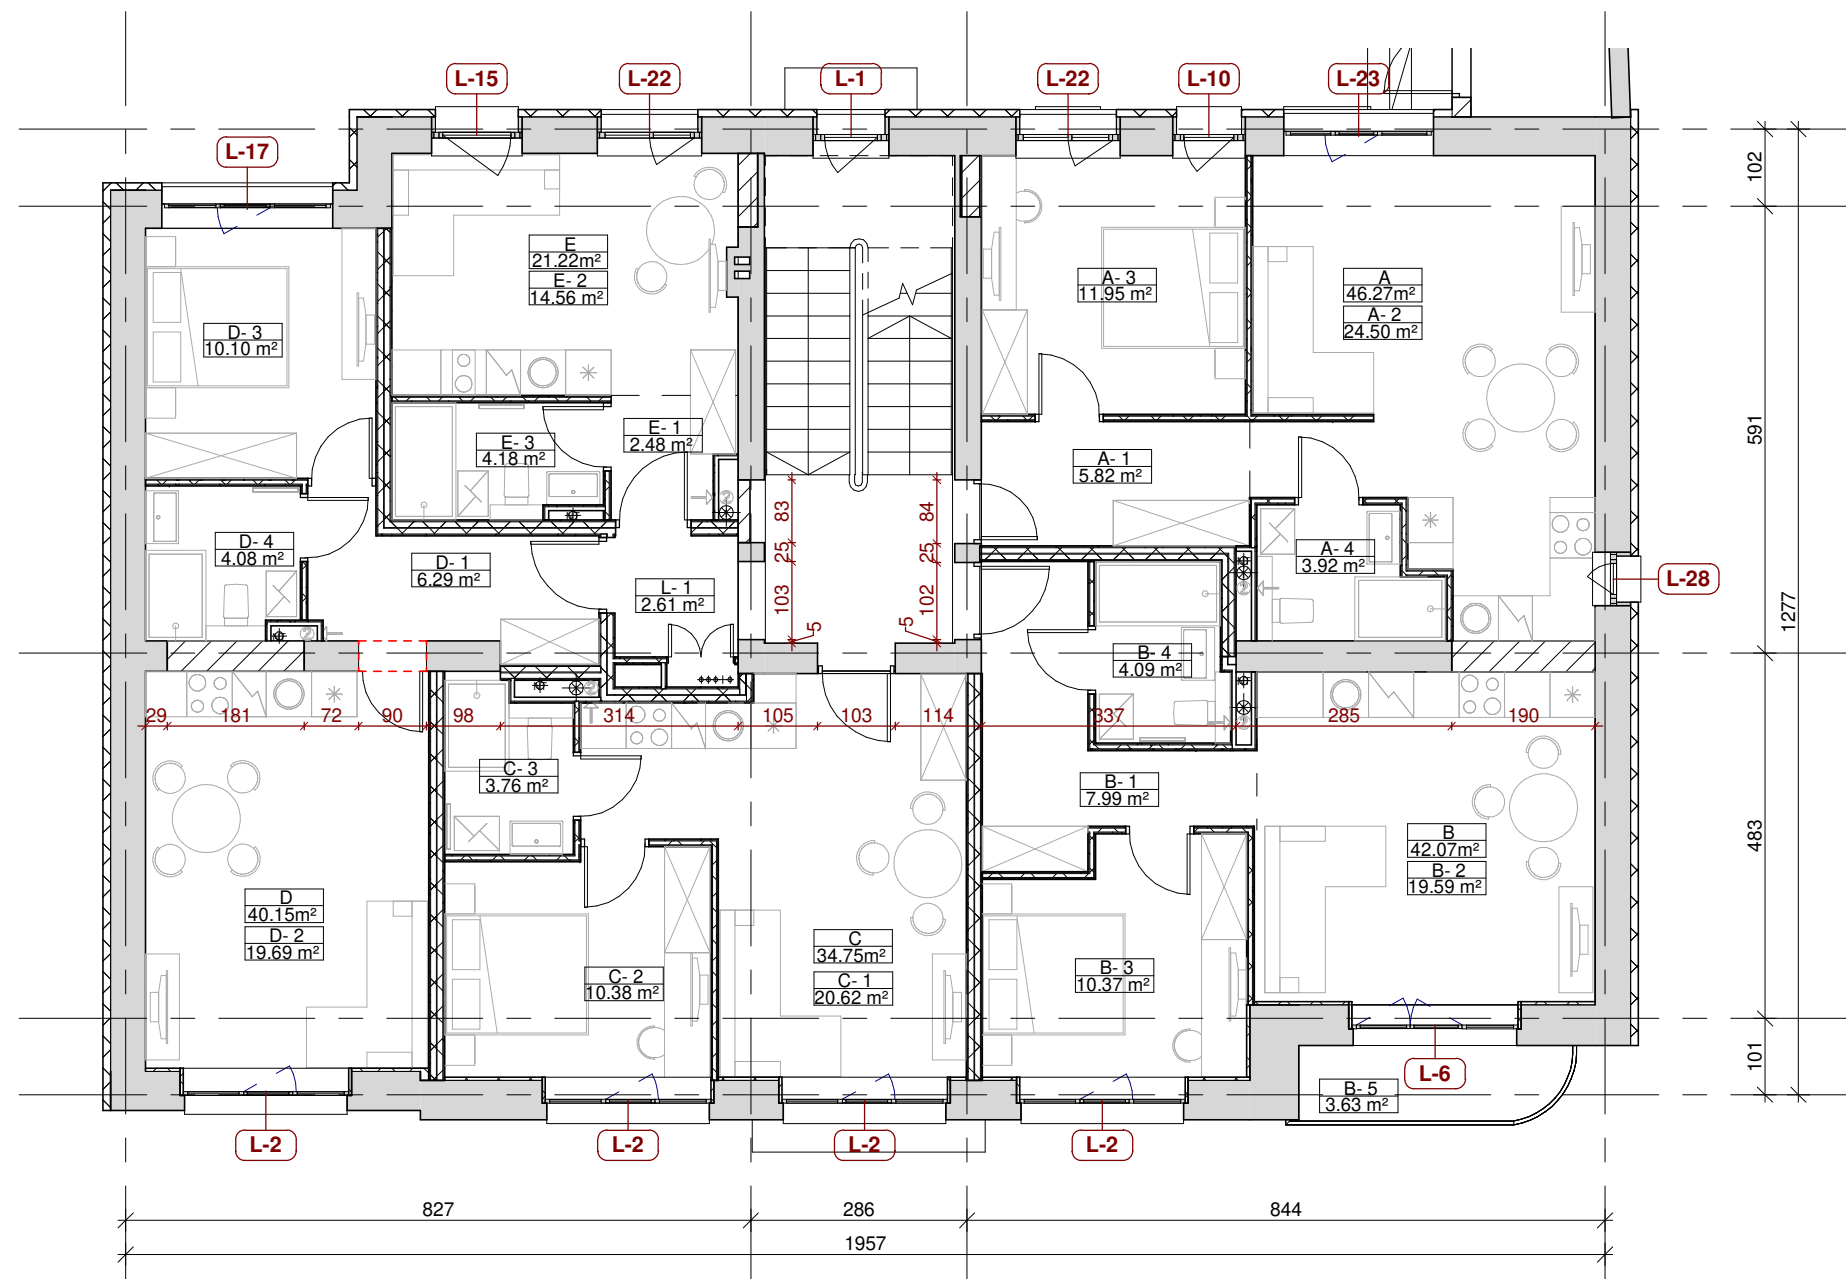 L-15
L-22
L-1
L-22
L-10
L-23
L-17
102
E
21.22m²
E- 2
14.56 m²
A- 3
11.95 m²
A
46.27m²
A- 2
24.50 m²
D- 3
10.10 m²
E- 1
2.48 m²
E- 3
4.18 m²
A- 1
5.82 m²
591
83
84
25
25
D- 4
4.08 m²
D- 1
6.29 m²
A- 4
3.92 m²
L-28
L- 1
2.61 m²
103
102
5
5
1277
B- 4
4.09 m²
29
181
72
90
98
314
105
103
114
337
285
190
C- 3
3.76 m²
B- 1
7.99 m²
B
42.07m²
B- 2
19.59 m²
483
D
40.15m²
D- 2
19.69 m²
C
34.75m²
C- 1
20.62 m²
C- 2
10.38 m²
B- 3
10.37 m²
L-6
101
B- 5
3.63 m²
L-2
L-2
L-2
L-2
827
286
844
1957